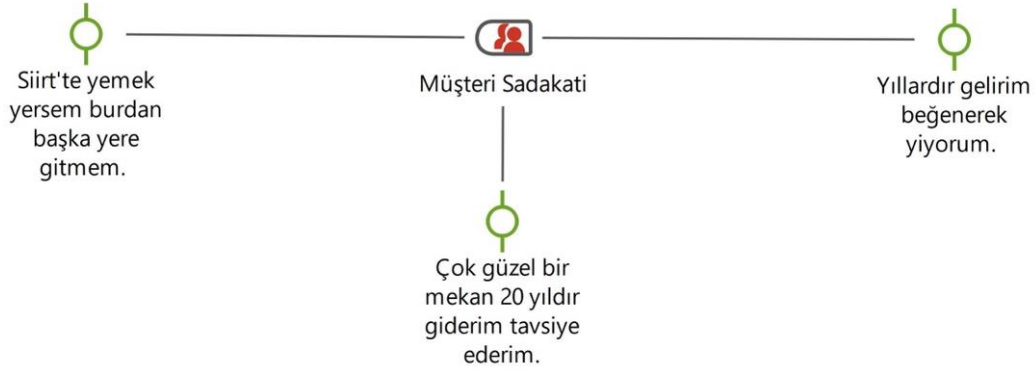 Siirt'te yemek
yersem burdan
başka yere
gitmem.
Müşteri Sadakati
Yıllardır gelirim
beğenerek
yiyorum.
Çok güzel bir
mekan 20 yıldır
giderim tavsiye
ederim.